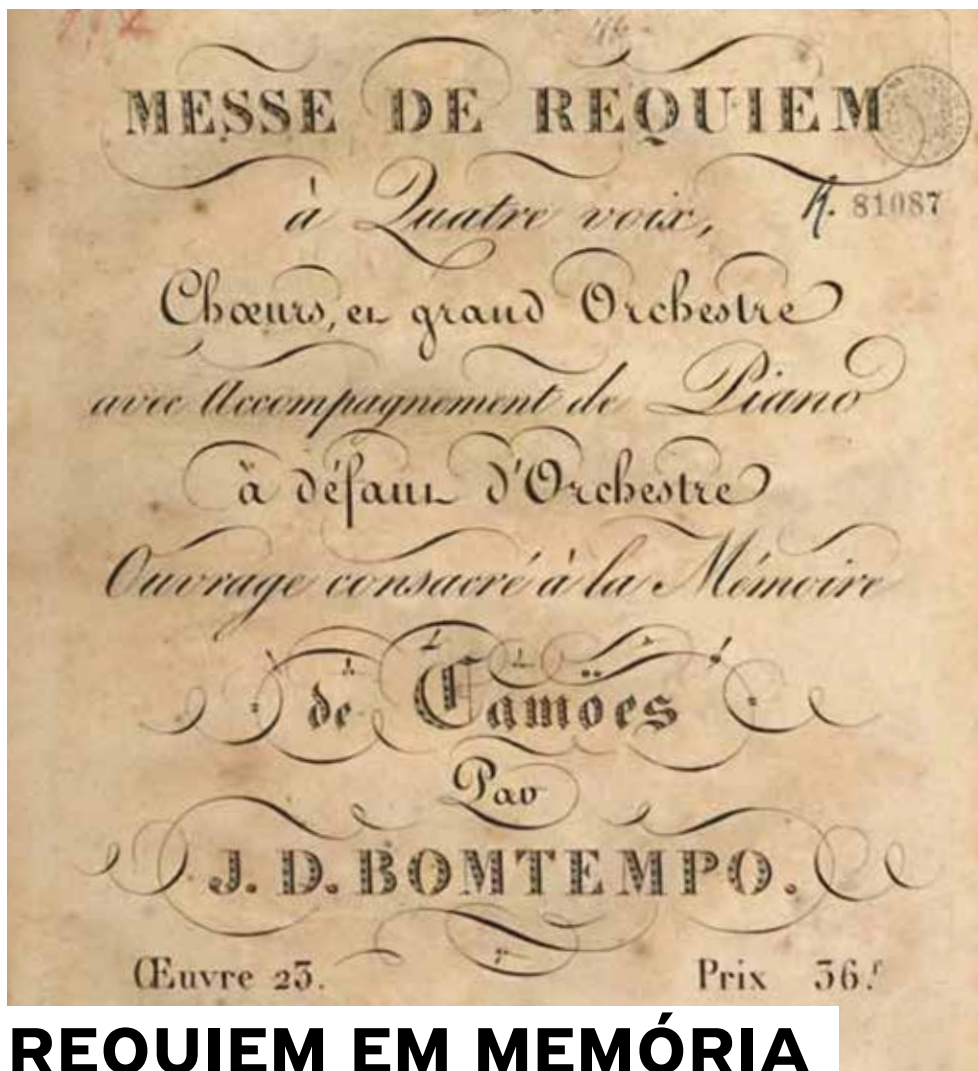 MESSE DE REQUIEM
à Quatre voix,
81087
Chœurs, et grand Orchestre
avec Accompagnement de Piano
à défaut d'Orchestre
Ouvrage consacré à la Mémoire
de Camöes
Par
J. D. BOMTEMPO.
Œuvre 23. Prix 36.f
REQUIEM EM MEMÓRIA